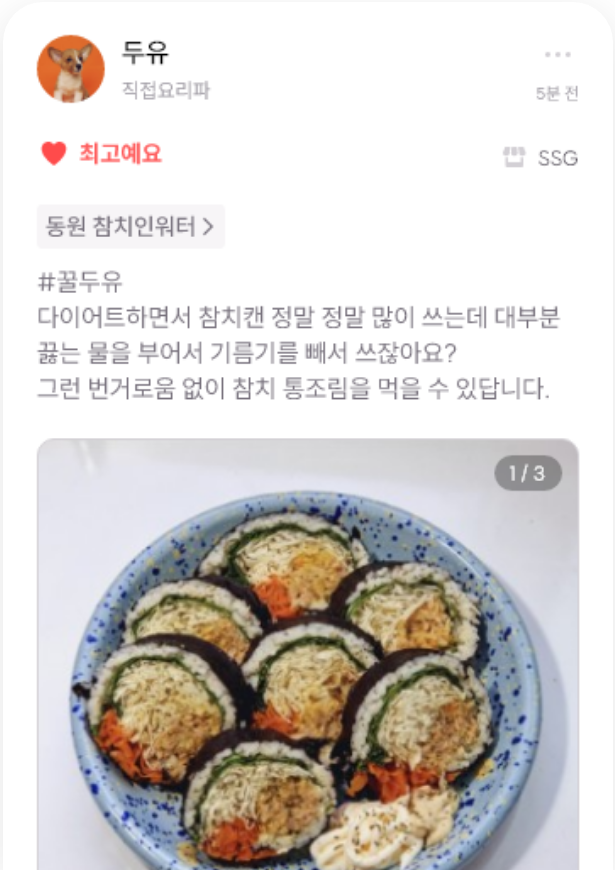 두유
직접요리파
5분 전
최고예요
SSG
동원 참치인워터 >
#꿀두유
다이어트하면서 참치캔 정말 정말 많이 쓰는데 대부분
끓는 물을 부어서 기름기를 빼서 쓰잖아요?
그런 번거로움 없이 참치 통조림을 먹을 수 있답니다.
1/3